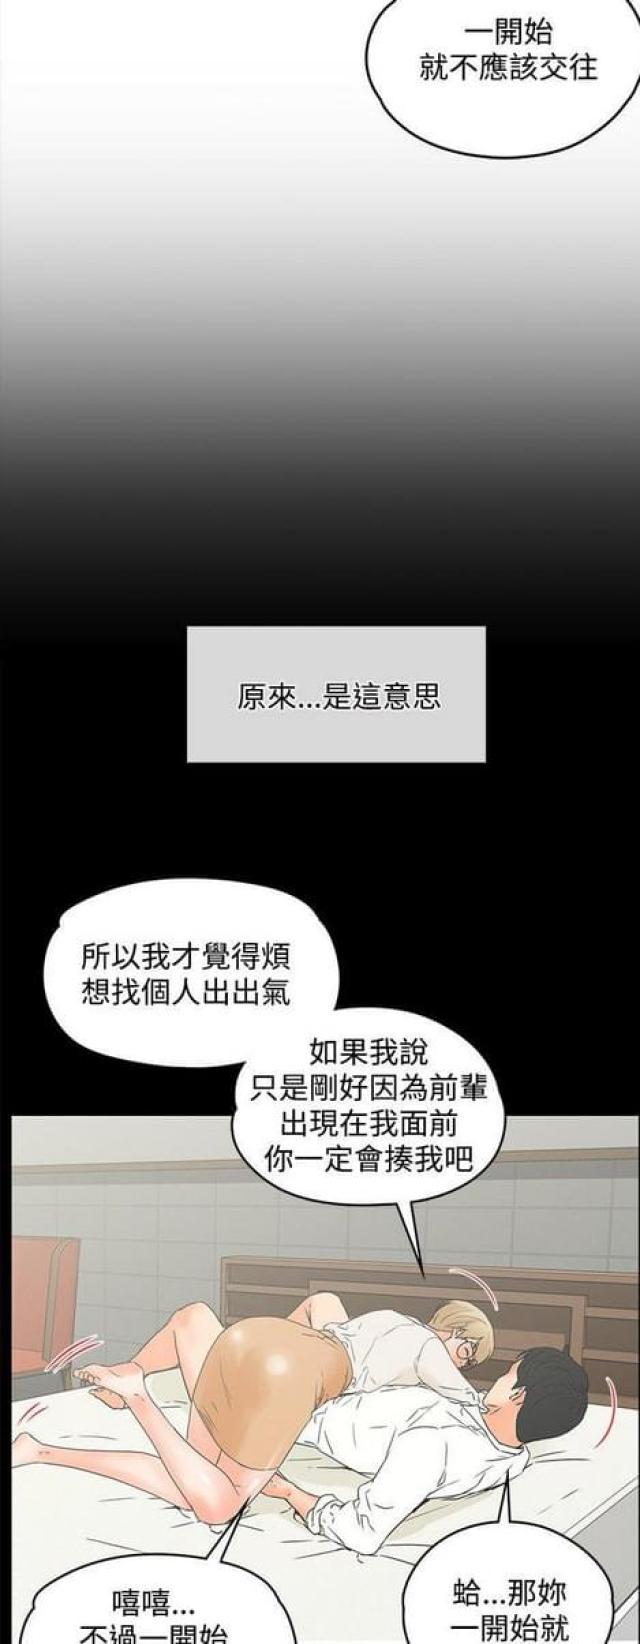 一開始
就不應該交往
原來...是這意思
所以我才覺得煩
想找個人出出氣
如果我說
只是剛好因為前輩
出現在我面前
你一定會揍我吧
嘻嘻...
不過一開始
蛤...那妳
一開始就